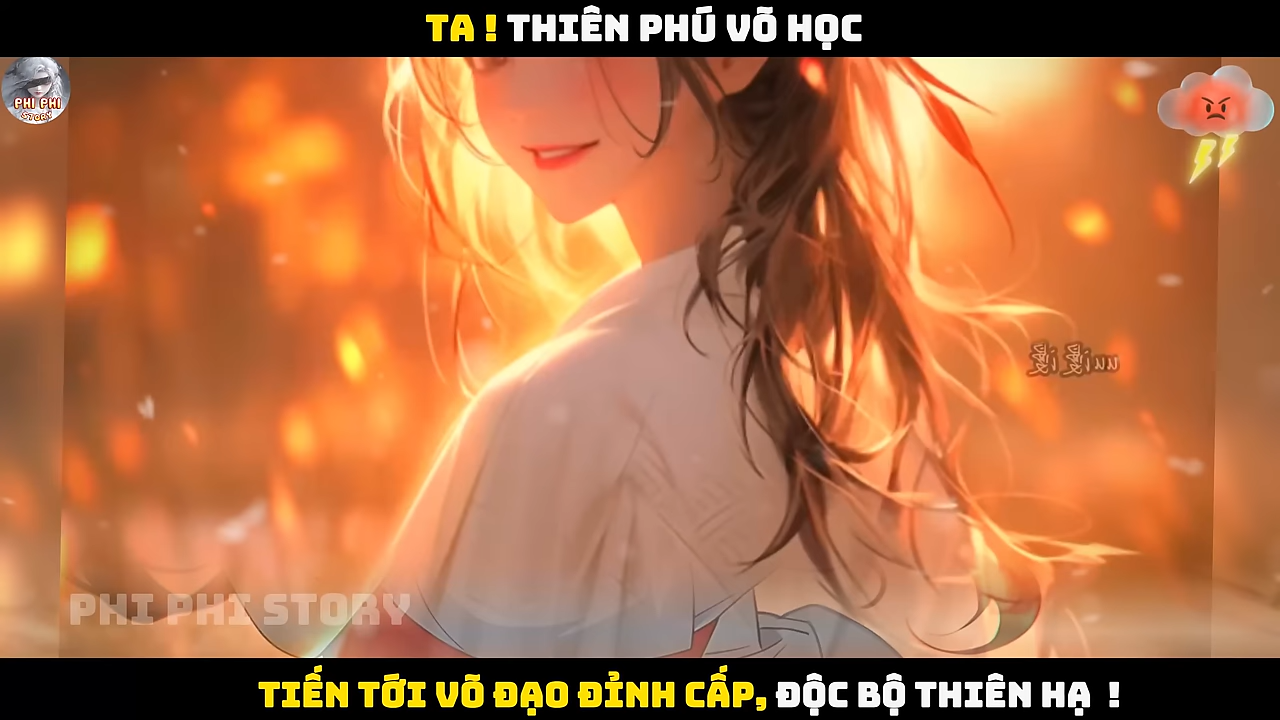 TA ! THIÊN PHÚ VÕ HỌC
PHI PHI
STORY
PHI PHI STORY
TIẾN TỚI VÕ ĐẠO ĐỈNH CẤP, ĐỘC BỘ THIÊN HẠ !